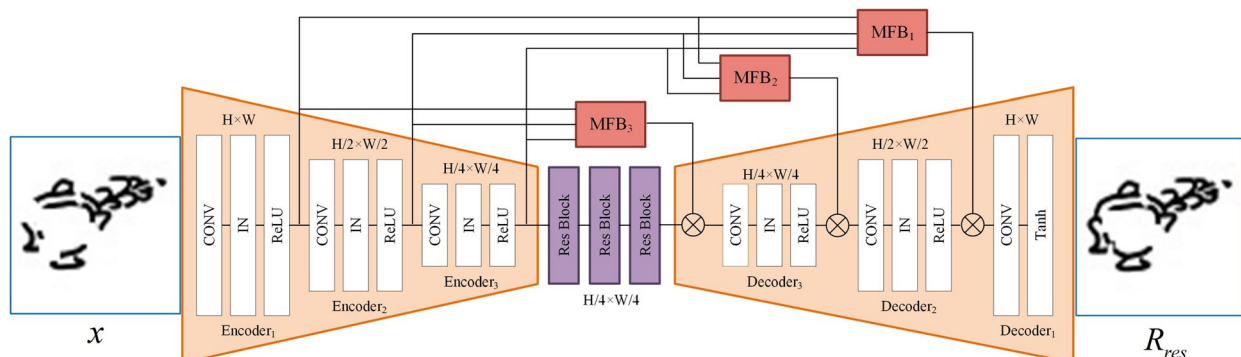 MFB₁
MFB₂
MFB₃
H×W
CONV
IN
ReLU
Encoder₁
H/2×W/2
CONV
IN
ReLU
Encoder₂
H/4×W/4
CONV
IN
ReLU
Encoder₃
Res Block
Res Block
Res Block
H/4×W/4
H/4×W/4
CONV
IN
ReLU
Decoder₃
H/2×W/2
CONV
IN
ReLU
Decoder₂
H×W
CONV
Tanh
Decoder₁
x
R_res